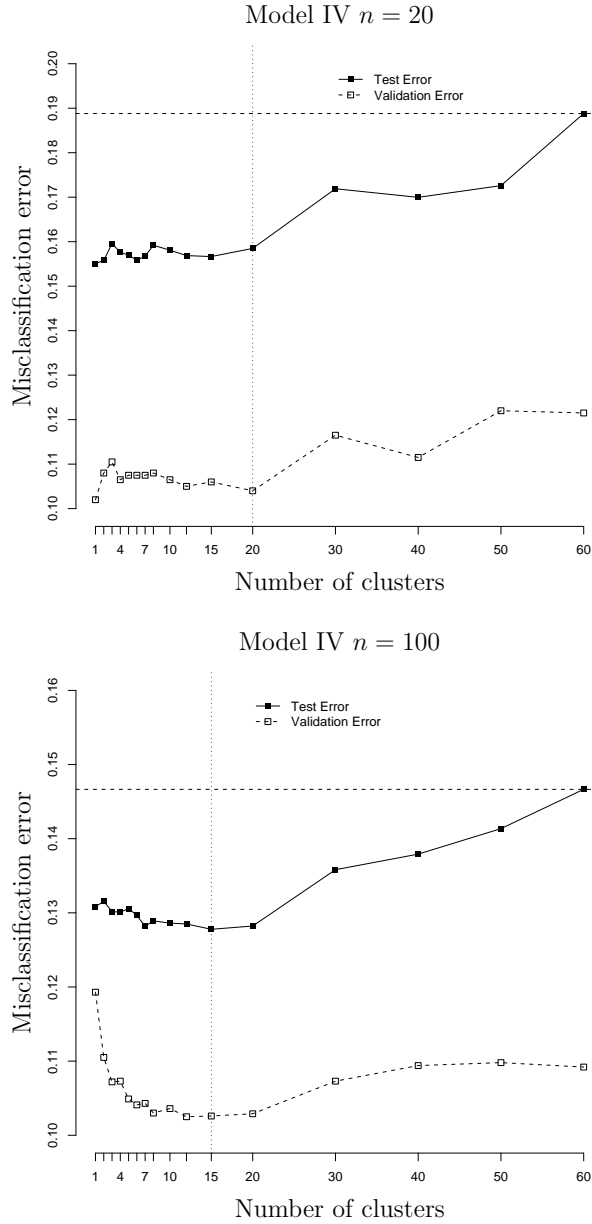 Model IV n = 20
0.20
0.19
0.18
0.17
0.16
0.15
0.14
0.13
0.12
0.11
0.10
Misclassification error
Test Error
Validation Error
1 4 7 10 15 20 30 40 50 60
Number of clusters
Model IV n = 100
0.16
0.15
0.14
0.13
0.12
0.11
0.10
Misclassification error
Test Error
Validation Error
1 4 7 10 15 20 30 40 50 60
Number of clusters